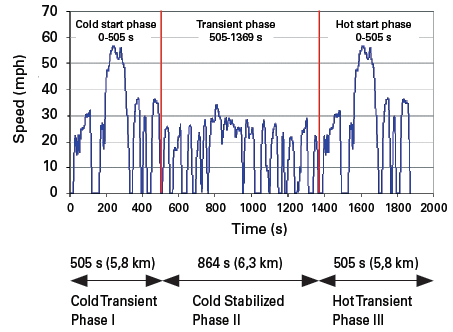 70
60
50
40
30
20
10
0
Speed (mph)
Cold start phase
0-505 s
Transient phase
505-1369 s
Hot start phase
0-505 s
0 200 400 600 800 1000 1200 1400 1600 1800 2000
Time (s)
505 s (5,8 km) 864 s (6,3 km) 505 s (5,8 km)
Cold Transient Cold Stabilized Hot Transient
Phase I Phase II Phase III